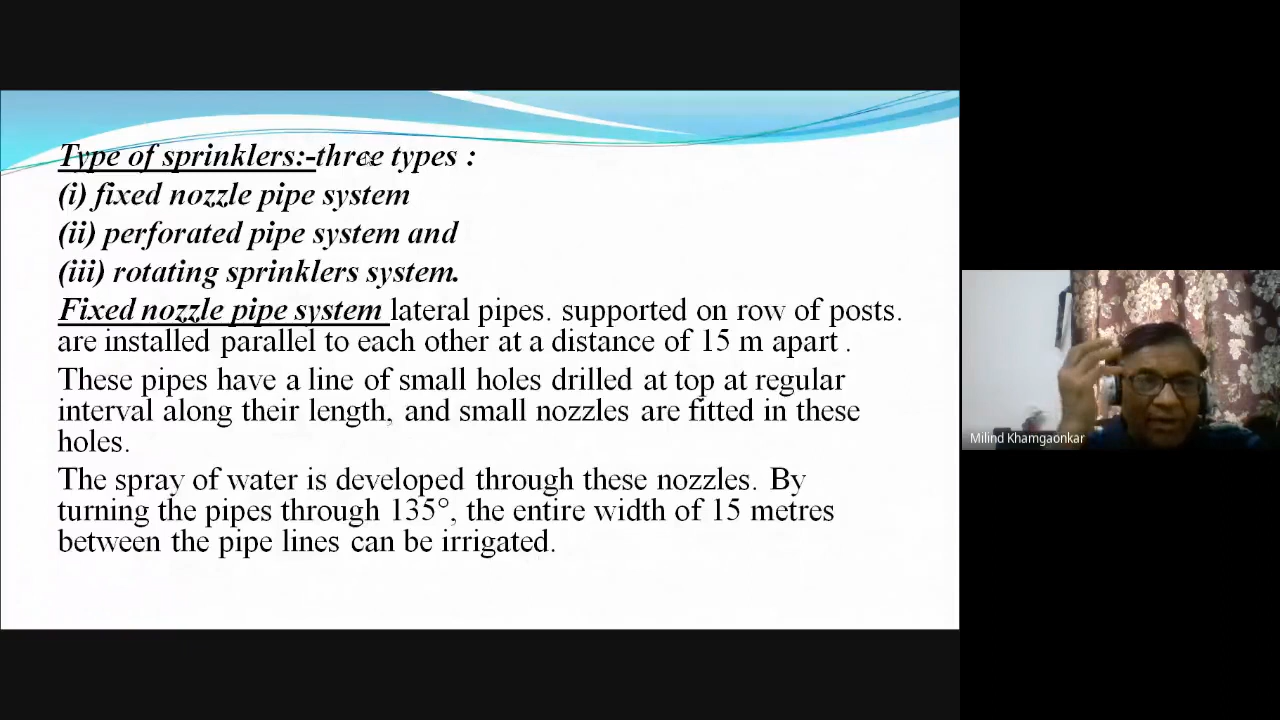 Type of sprinklers:-three types :
(i) fixed nozzle pipe system
(ii) perforated pipe system and
(iii) rotating sprinklers system.
Fixed nozzle pipe system lateral pipes. supported on row of posts.
are installed parallel to each other at a distance of 15 m apart .
These pipes have a line of small holes drilled at top at regular
interval along their length, and small nozzles are fitted in these
holes.
The spray of water is developed through these nozzles. By
turning the pipes through 135°, the entire width of 15 metres
between the pipe lines can be irrigated.
Milind Khamgaonkar